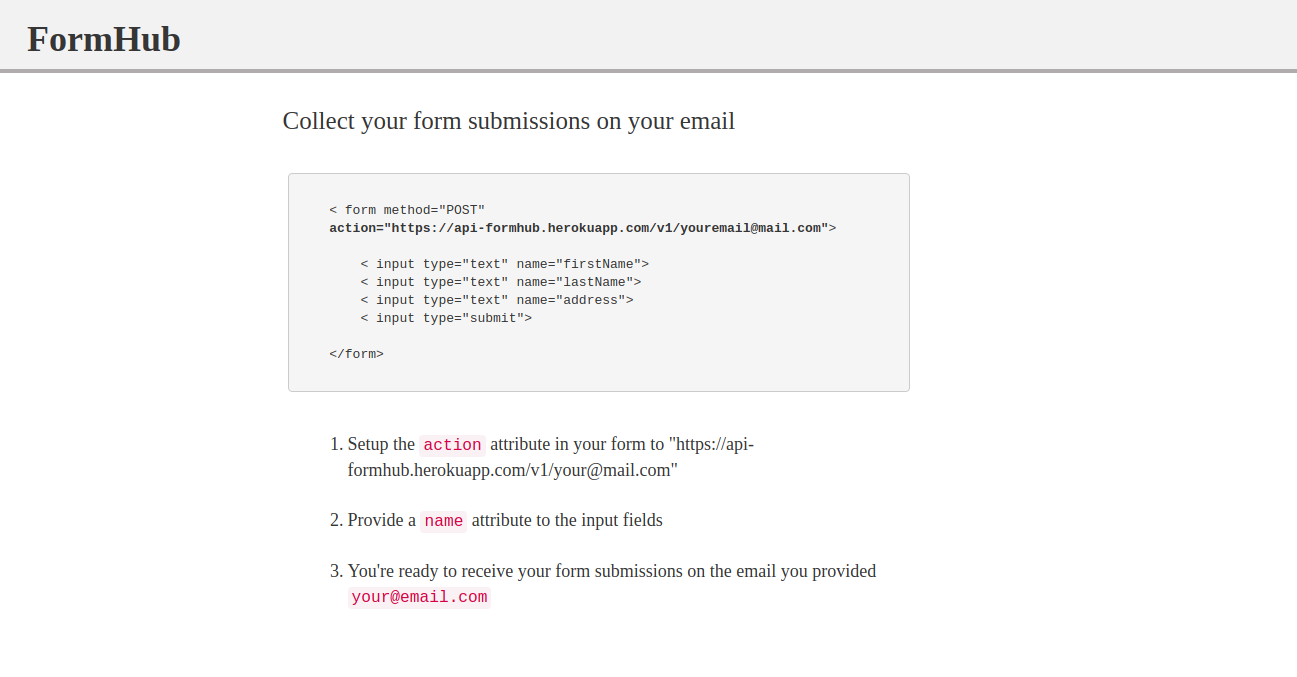 FormHub
Collect your form submissions on your email
< form method="POST"
action="https://api-formhub.herokuapp.com/v1/youremail@mail.com">
< input type="text" name="firstName">
< input type="text" name="lastName">
< input type="text" name="address">
< input type="submit">
</form>
1. Setup the action attribute in your form to "https://api-
formhub.herokuapp.com/v1/your@mail.com"
2. Provide a name attribute to the input fields
3. You're ready to receive your form submissions on the email you provided
your@email.com